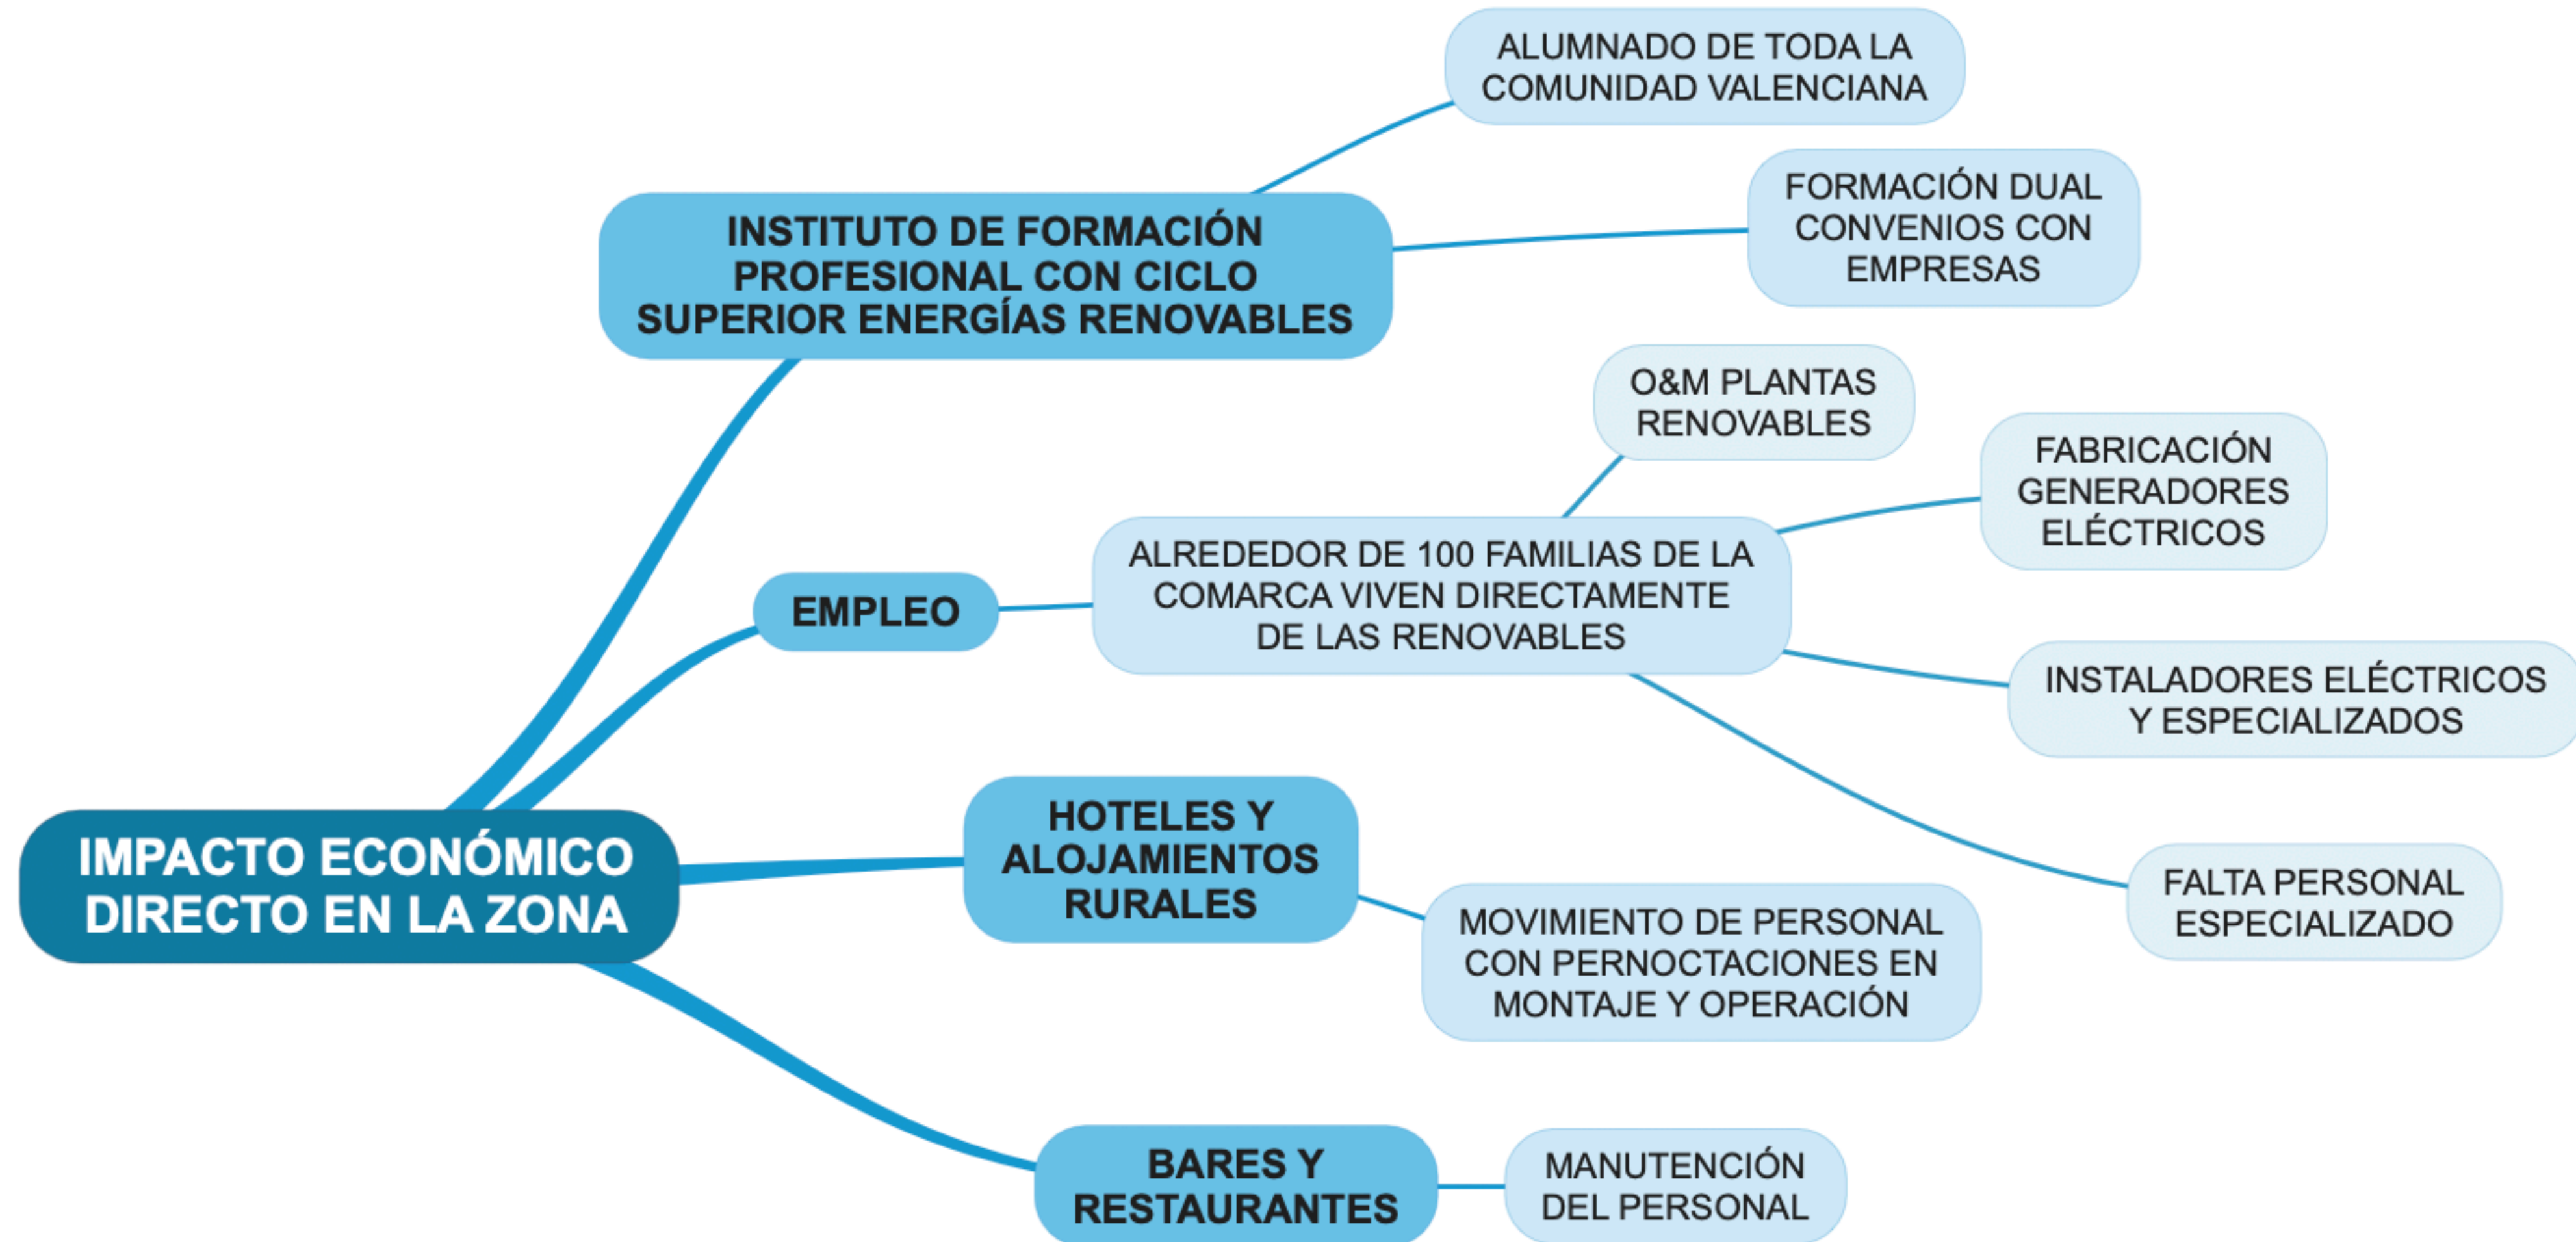 ALUMNADO DE TODA LA
COMUNIDAD VALENCIANA
INSTITUTO DE FORMACIÓN
PROFESIONAL CON CICLO
SUPERIOR ENERGÍAS RENOVABLES
FORMACIÓN DUAL
CONVENIOS CON
EMPRESAS
O&M PLANTAS
RENOVABLES
FABRICACIÓN
GENERADORES
ELÉCTRICOS
EMPLEO
ALREDEDOR DE 100 FAMILIAS DE LA
COMARCA VIVEN DIRECTAMENTE
DE LAS RENOVABLES
INSTALADORES ELÉCTRICOS
Y ESPECIALIZADOS
FALTA PERSONAL
ESPECIALIZADO
IMPACTO ECONÓMICO
DIRECTO EN LA ZONA
HOTELES Y
ALOJAMIENTOS
RURALES
MOVIMIENTO DE PERSONAL
CON PERNOCTACIONES EN
MONTAJE Y OPERACIÓN
BARES Y
RESTAURANTES
MANUTENCIÓN
DEL PERSONAL